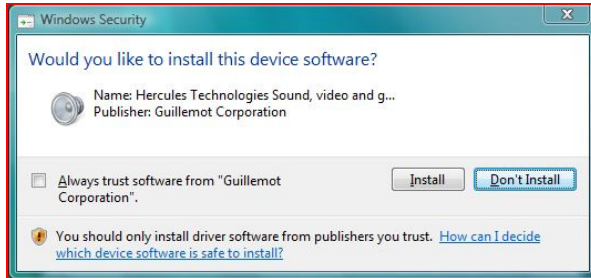 Windows Security
X
Would you like to install this device software?
Name: Hercules Technologies Sound, video and g...
Publisher: Guillemot Corporation
Always trust software from "Guillemot
Corporation".
Install
Don't Install
You should only install driver software from publishers you trust. How can I decide
which device software is safe to install?